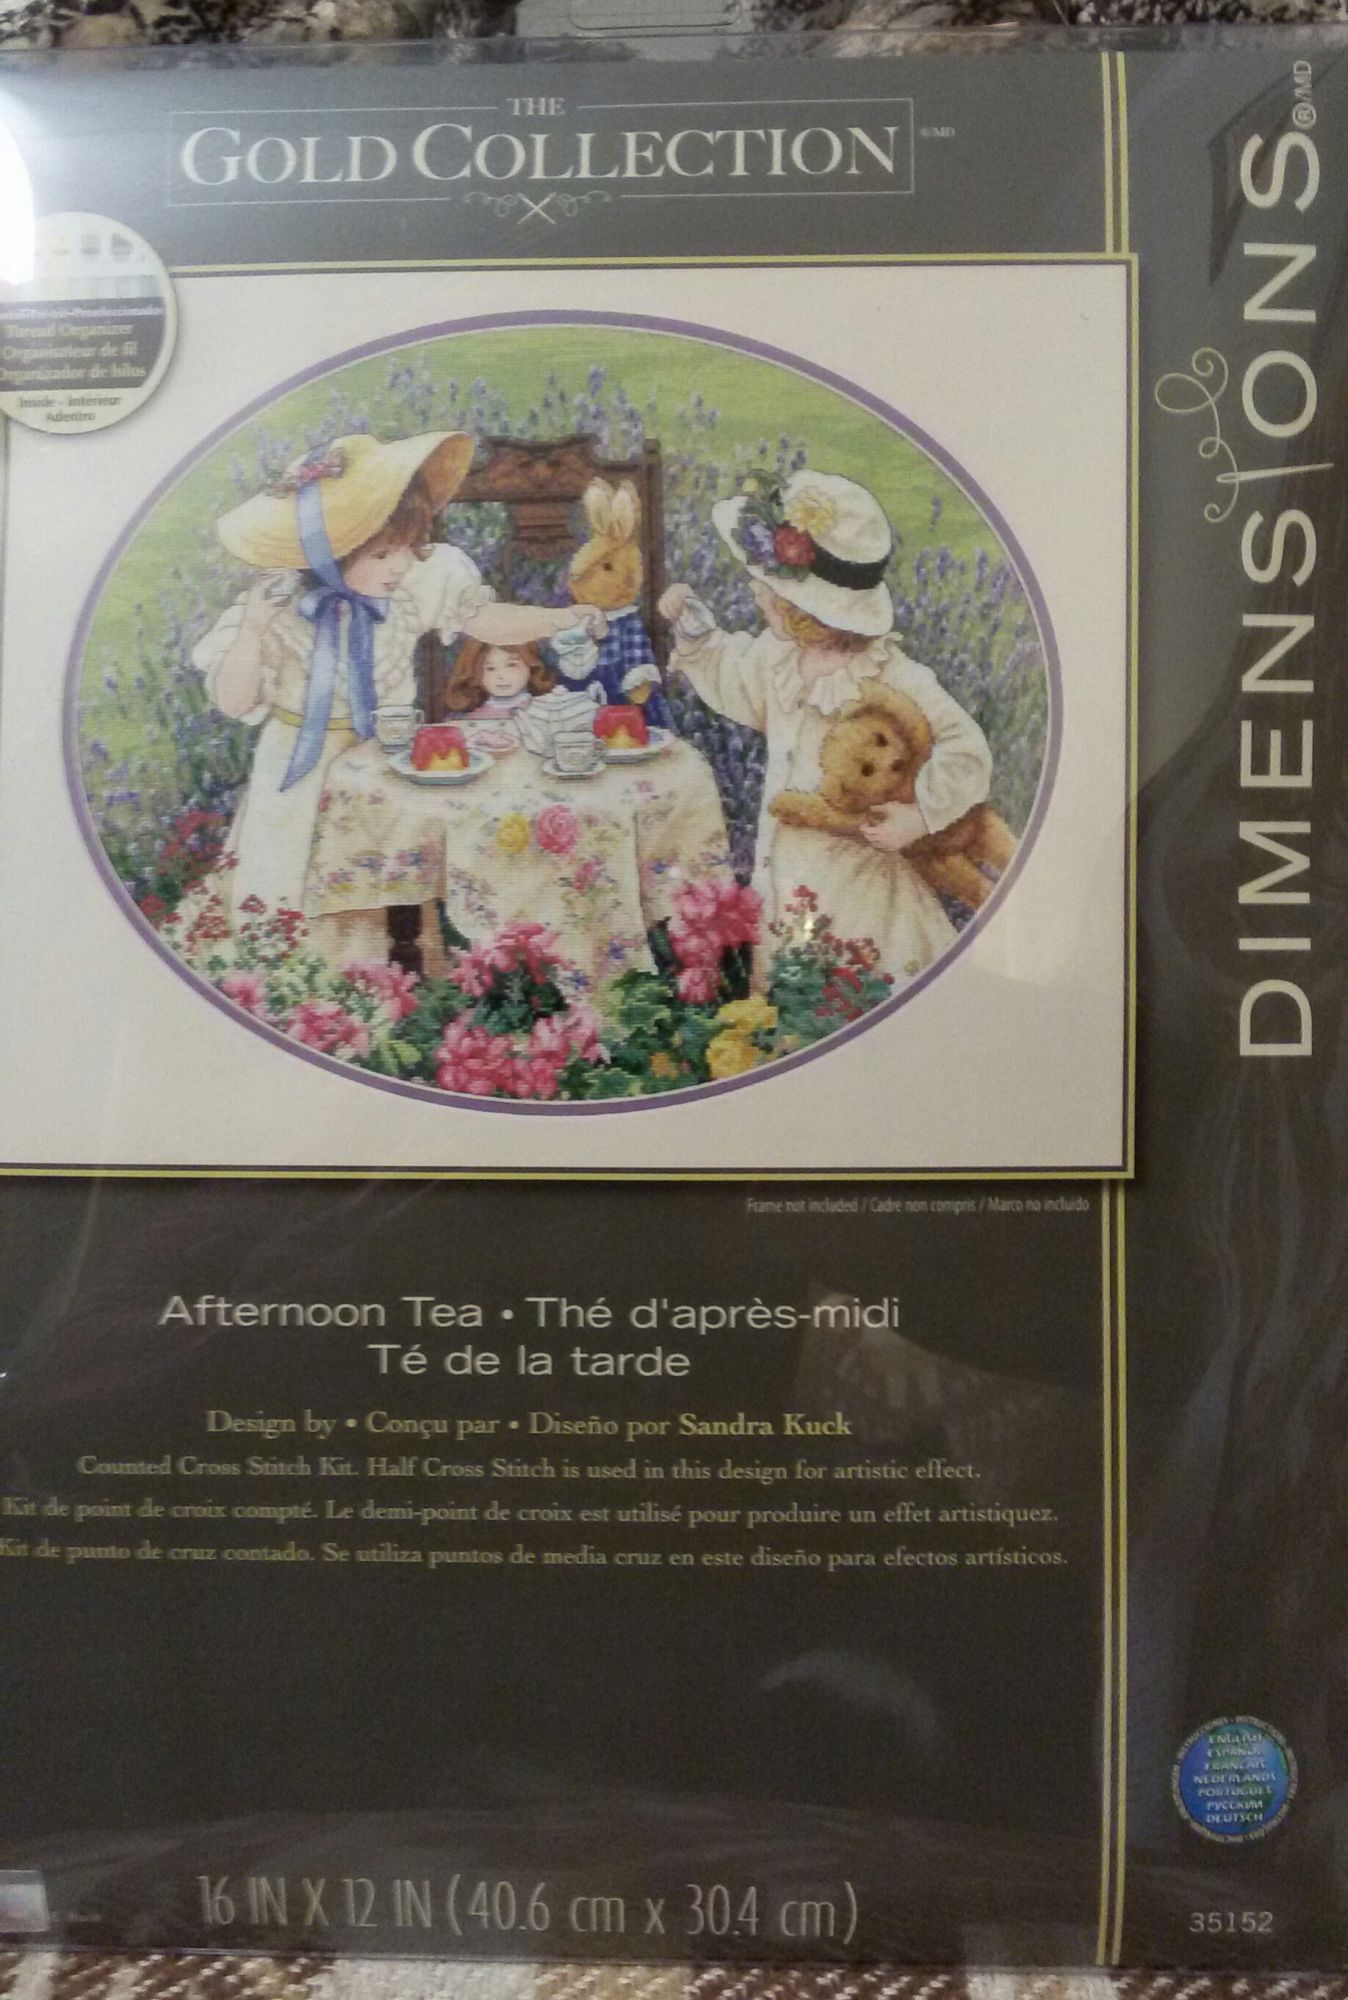 THE
GOLD COLLECTION ®/MD
Thread Organizer
Organisateur de fil
Organizador de hilos
Inside - Intérieur
Adentro
DIMENSIONS®/MD
Frame not included / Cadre non compris / Marco no incluido
Afternoon Tea • Thé d'après-midi
Té de la tarde
Design by • Conçu par • Diseño por Sandra Kuck
Counted Cross Stitch Kit. Half Cross Stitch is used in this design for artistic effect.
Kit de point de croix compté. Le demi-point de croix est utilisé pour produire un effet artistiquez.
Kit de punto de cruz contado. Se utiliza puntos de media cruz en este diseño para efectos artísticos.
ENGLISH
ESPAÑOL
FRANÇAIS
NEDERLANDS
PORTUGUÊS
РУССКИЙ
DEUTSCH
16 IN X 12 IN (40.6 cm x 30.4 cm)
35152